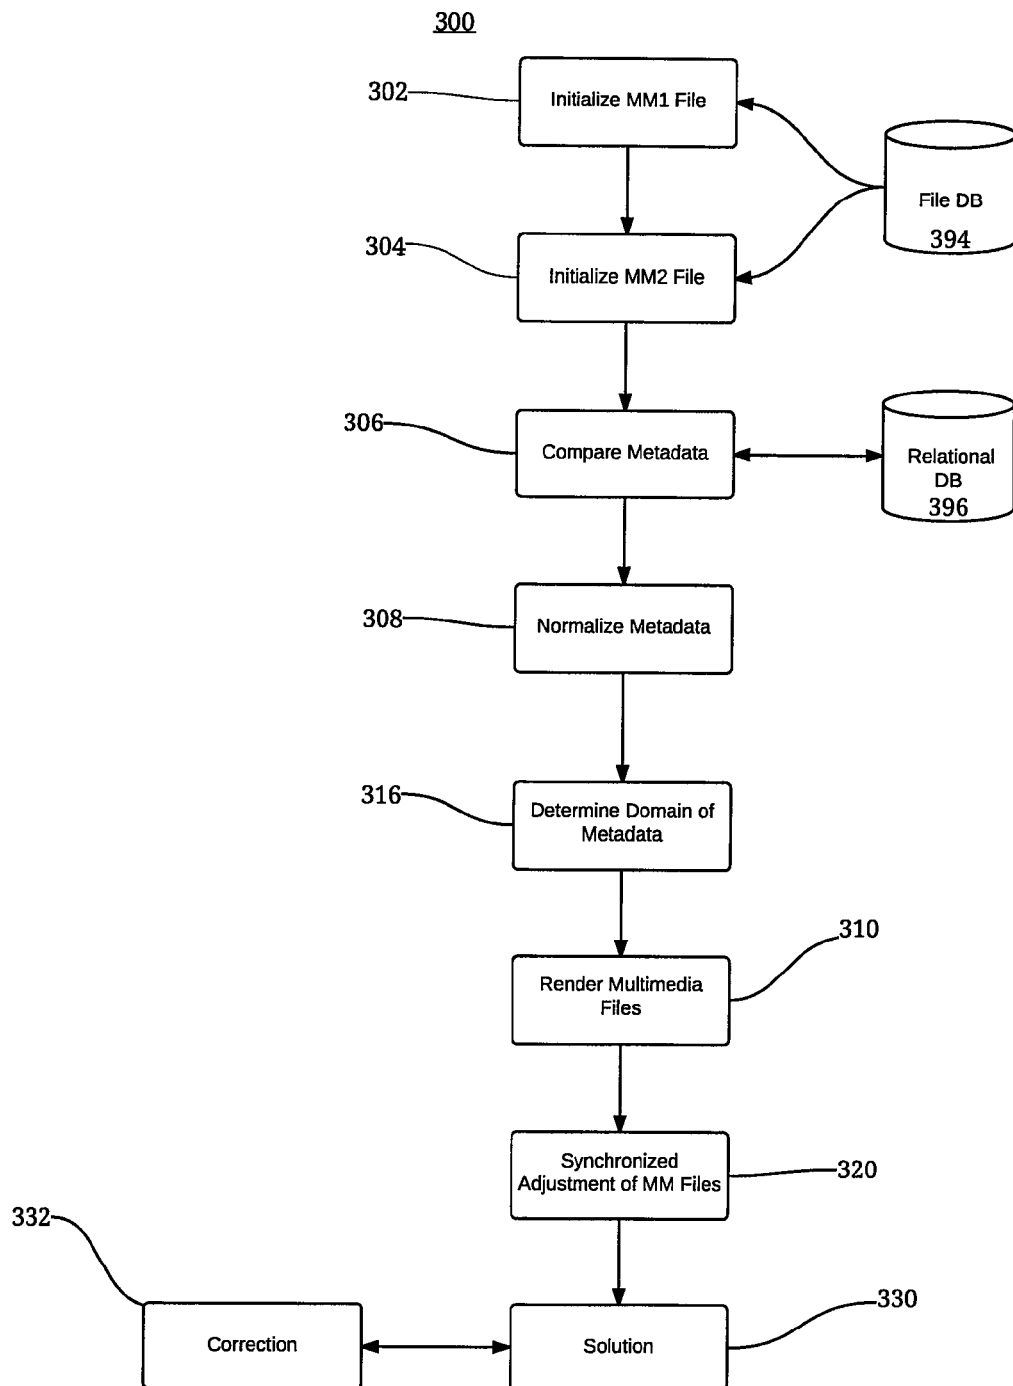 300
302
Initialize MM1 File
File DB
394
304
Initialize MM2 File
306
Compare Metadata
Relational
DB
396
308
Normalize Metadata
316
Determine Domain of
Metadata
310
Render Multimedia
Files
Synchronized
Adjustment of MM Files
320
332
330
Correction
Solution